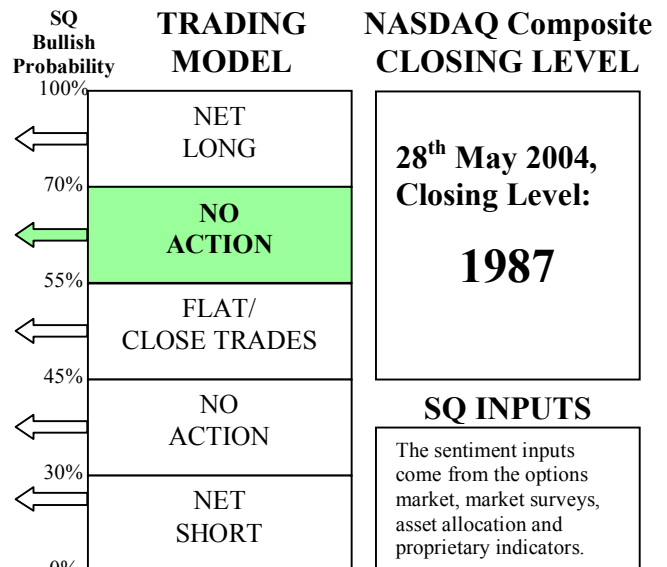 SQ
Bullish
Probability
TRADING
MODEL
NASDAQ Composite
CLOSING LEVEL
100%
NET
LONG
70%
NO
ACTION
55%
FLAT/
CLOSE TRADES
45%
NO
ACTION
30%
NET
SHORT
0%
28th May 2004,
Closing Level:
1987
SQ INPUTS
The sentiment inputs
come from the options
market, market surveys,
asset allocation and
proprietary indicators.